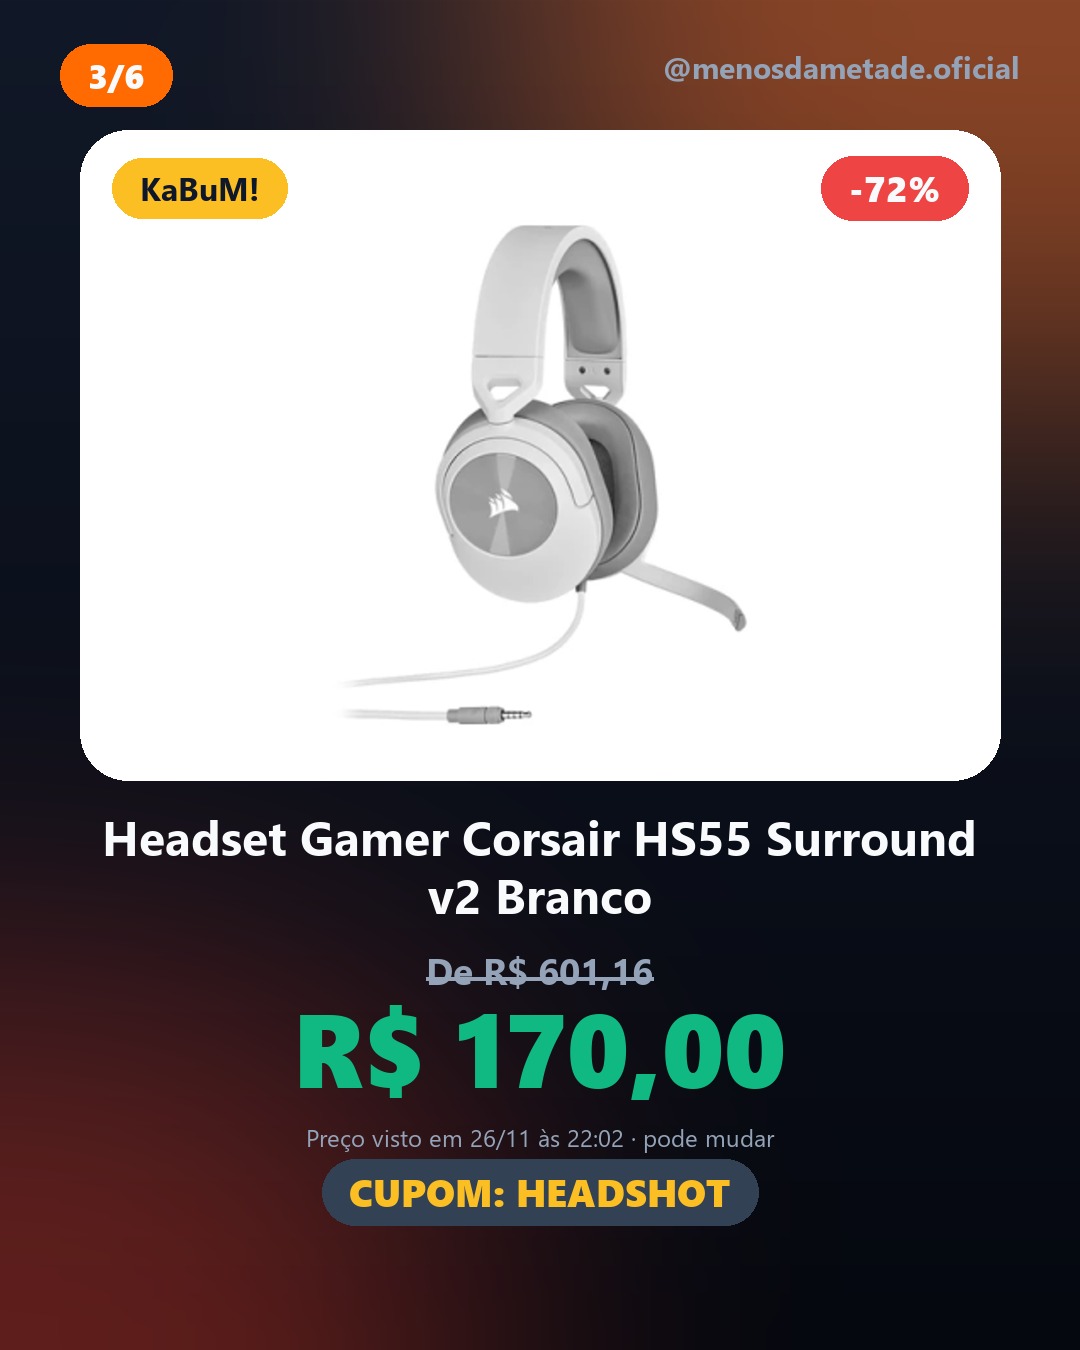 3/6
@menosdametade.oficial
KaBuM!
-72%
Headset Gamer Corsair HS55 Surround
v2 Branco
De R$ 601,16
R$ 170,00
Preço visto em 26/11 às 22:02 · pode mudar
CUPOM: HEADSHOT